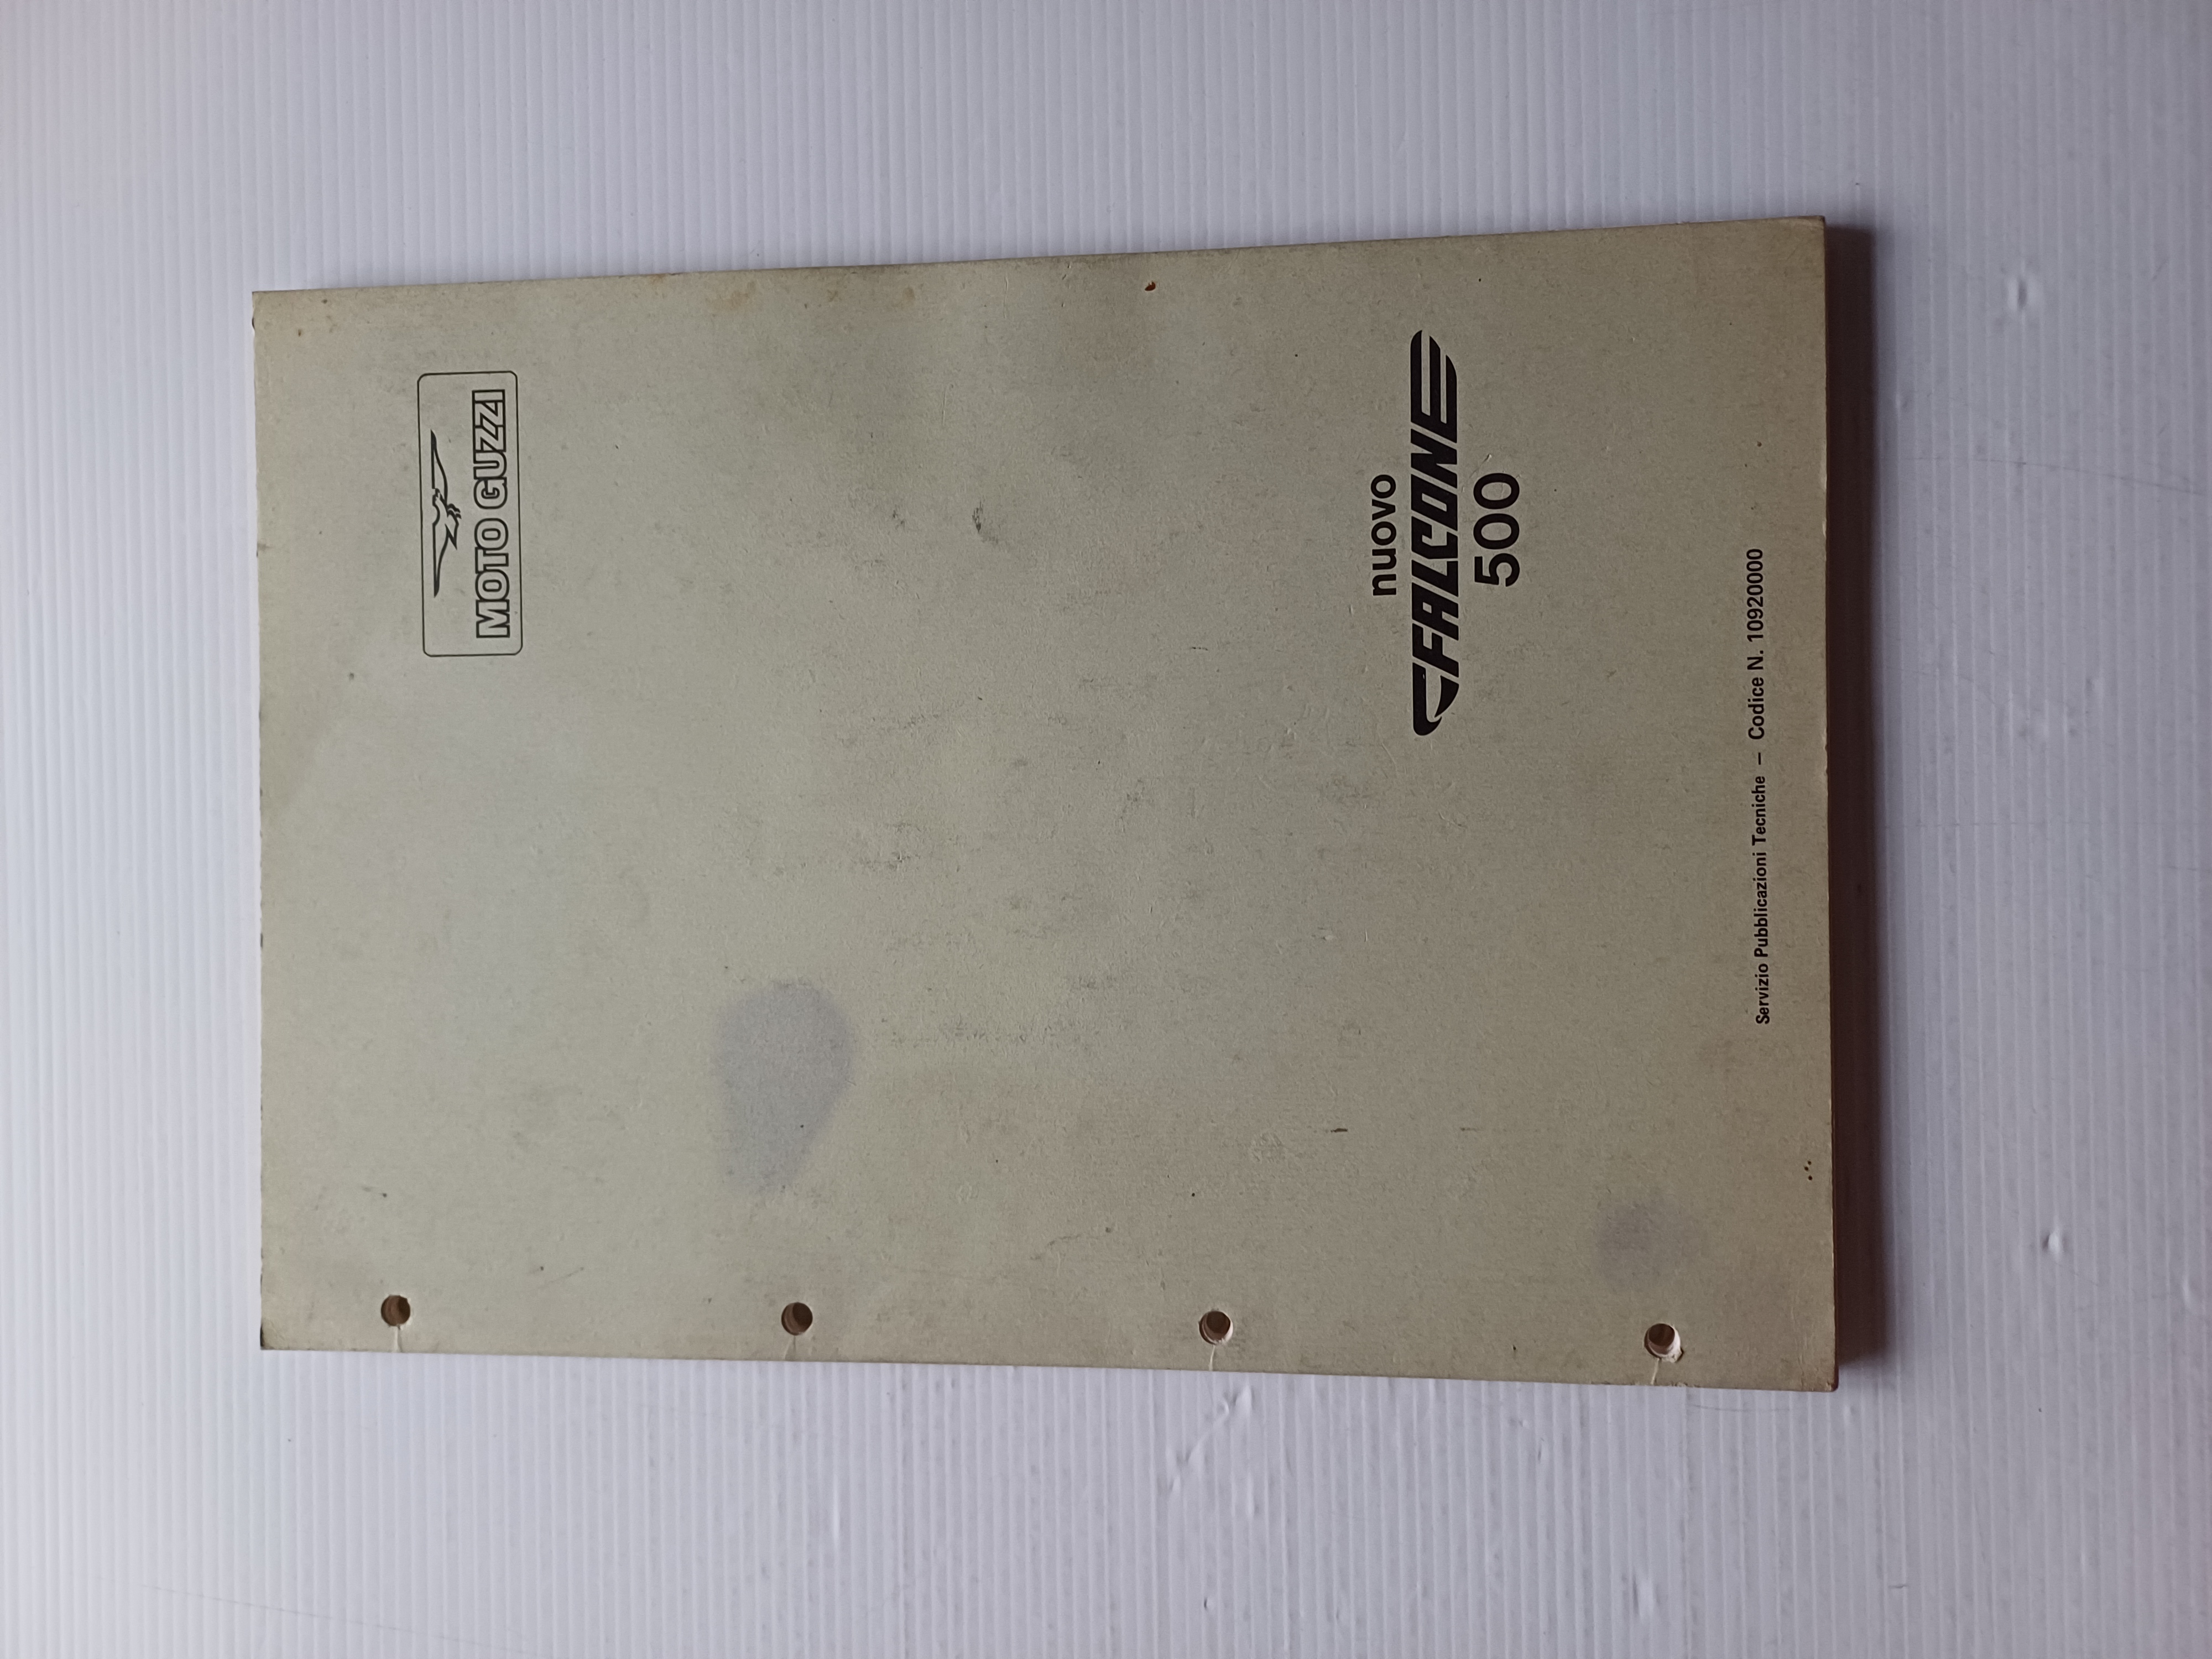 MOTO GUZZI
nuovo
FALCONE
500
Servizio Pubblicazioni Tecniche — Codice N. 10920000